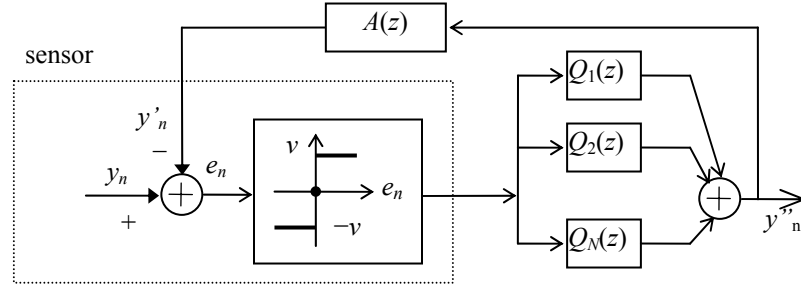 A(z)
sensor
Q1(z)
y’n
v
Q2(z)
−
yn
en
en
+
−v
y”n
QN(z)